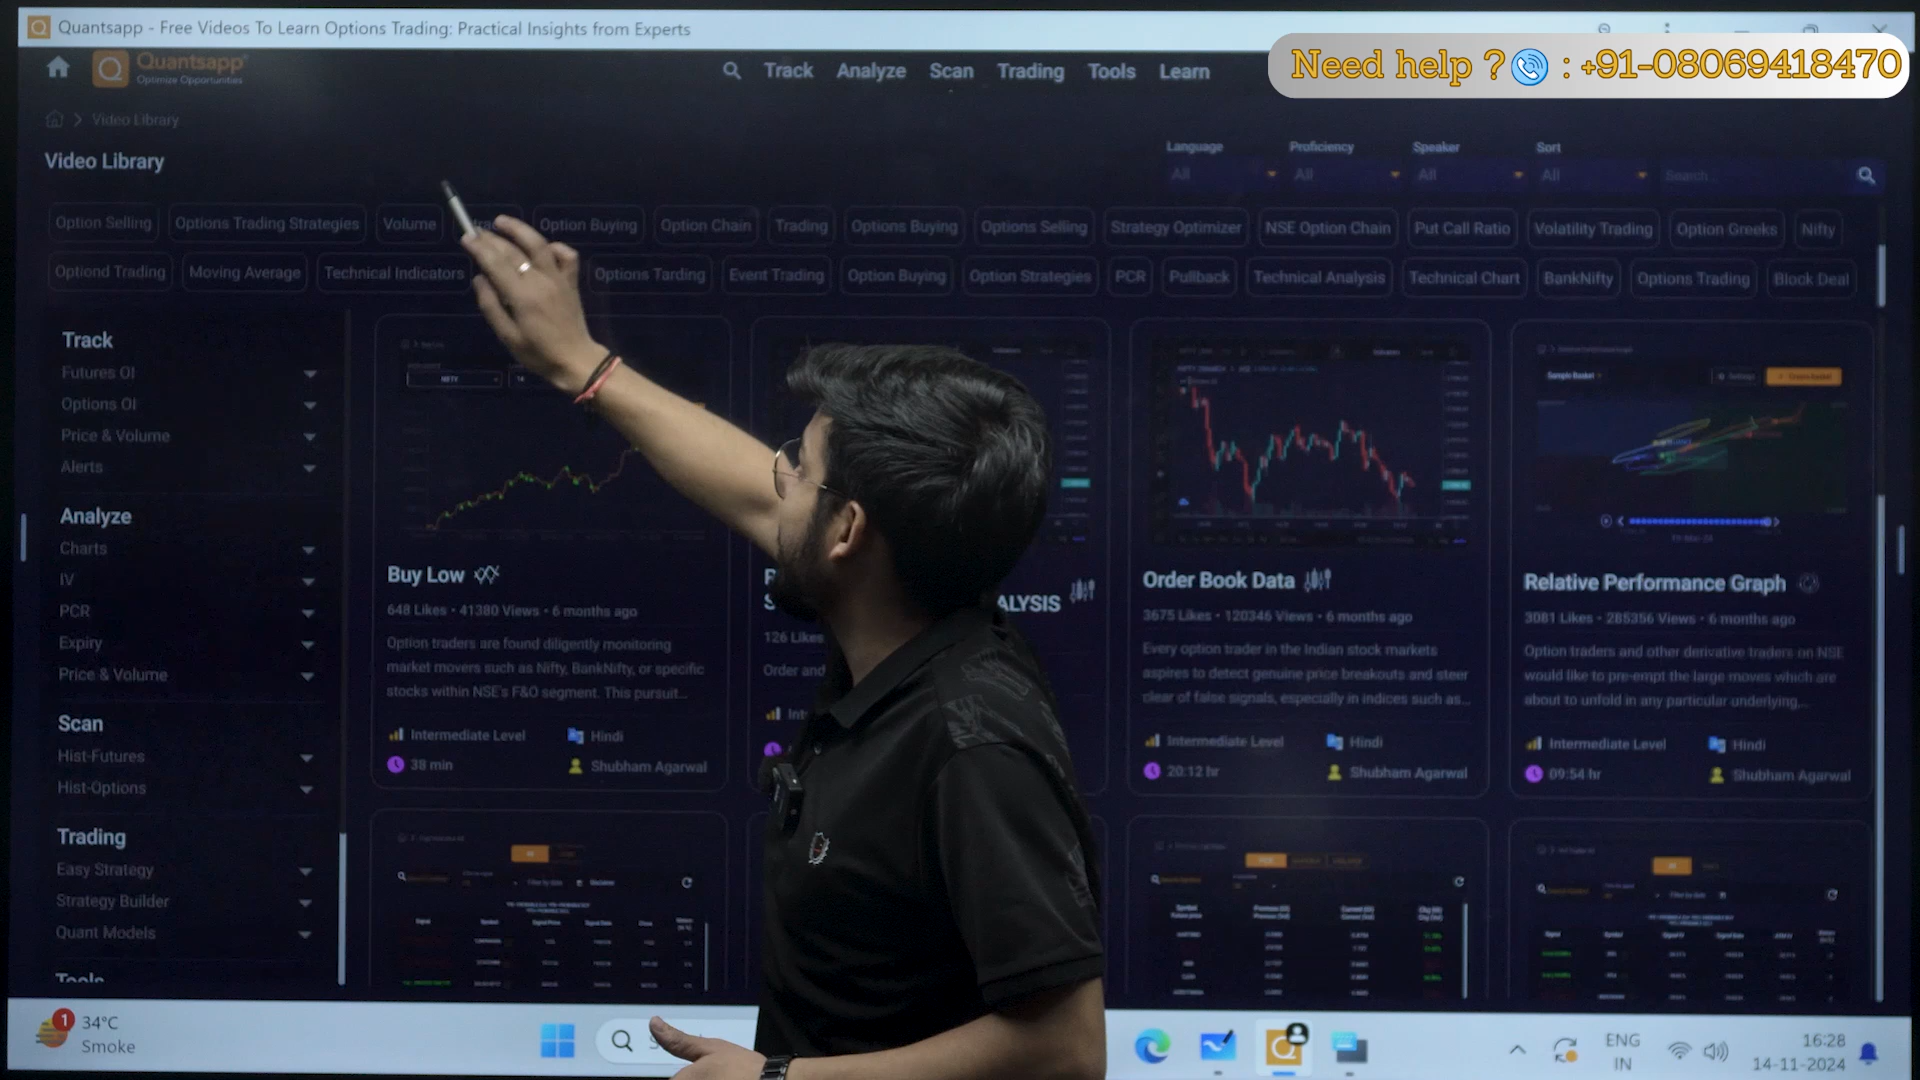 Quantsapp - Free Videos To Learn Options Trading: Practical Insights from Experts
Need help ? : +91-08069418470
Quantsapp
Optimize Opportunities
Track Analyze Scan Trading Tools Learn
Video Library
Video Library
Language Proficiency Speaker Sort
All All All All Search...
Option Selling Options Trading Strategies Volume Option Buying Option Chain Trading Options Buying Options Selling Strategy Optimizer NSE Option Chain Put Call Ratio Volatility Trading Option Greeks Nifty
Optiond Trading Moving Average Technical Indicators Options Tarding Event Trading Option Buying Option Strategies PCR Pullback Technical Analysis Technical Chart BankNifty Options Trading Block Deal
Track
Futures OI
Options OI
Price & Volume
Alerts
Analyze
Charts
IV
PCR
Expiry
Price & Volume
Scan
Hist-Futures
Hist-Options
Trading
Easy Strategy
Strategy Builder
Quant Models
Tools
NIFTY 14
Buy Low
648 Likes • 41380 Views • 6 months ago
Option traders are found diligently monitoring
market movers such as Nifty, BankNifty, or specific
stocks within NSE's F&O segment. This pursuit...
Intermediate Level Hindi
38 min Shubham Agarwal
ALYSIS
126 Likes
Order and
Order Book Data
3675 Likes • 120346 Views • 6 months ago
Every option trader in the Indian stock markets
aspires to detect genuine price breakouts and steer
clear of false signals, especially in indices such as...
Intermediate Level Hindi
20:12 hr Shubham Agarwal
Sample Basket
Relative Performance Graph
3081 Likes • 285356 Views • 6 months ago
Option traders and other derivative traders on NSE
would like to pre-empt the large moves which are
about to unfold in any particular underlying,...
Intermediate Level Hindi
09:54 hr Shubham Agarwal
1
34°C
Smoke
ENG
IN
16:28
14-11-2024